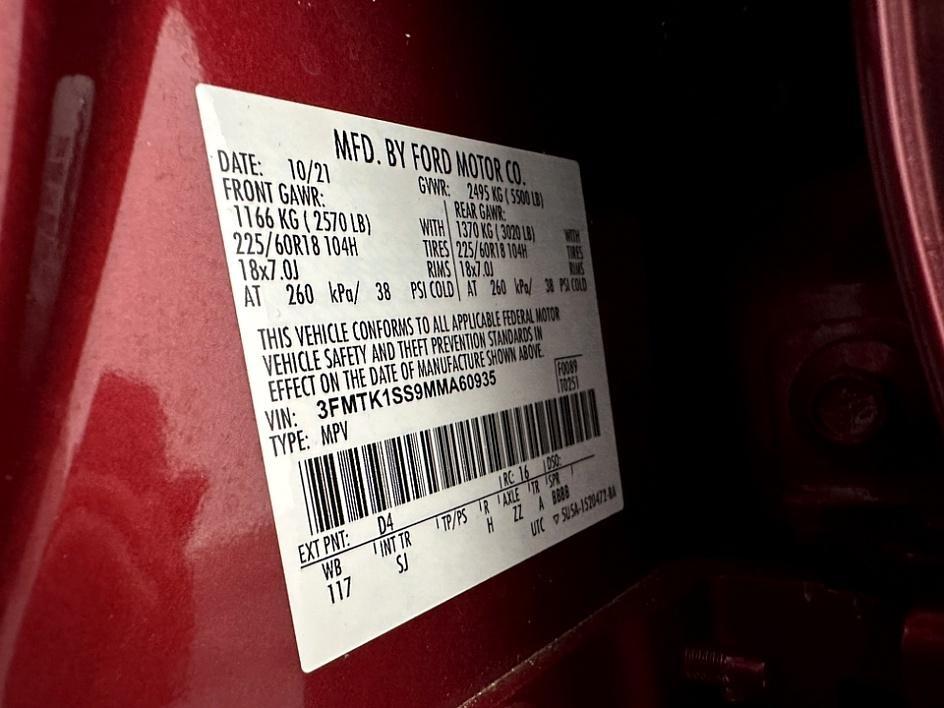 MFD. BY FORD MOTOR CO.
DATE: 10/21 GVWR: 2495 KG ( 5500 LB)
FRONT GAWR: REAR GAWR:
1166 KG ( 2570 LB) WITH 1370 KG ( 3020 LB) WITH
225/60R18 104H TIRES 225/60R18 104H TIRES
18x7.0J RIMS 18x7.0J RIMS
AT 260 kPa/ 38 PSI COLD AT 260 kPa/ 38 PSI COLD
THIS VEHICLE CONFORMS TO ALL APPLICABLE FEDERAL MOTOR
VEHICLE SAFETY AND THEFT PREVENTION STANDARDS IN
EFFECT ON THE DATE OF MANUFACTURE SHOWN ABOVE.
VIN: 3FMTK1SS9MMA60935 F0089
TYPE: MPV T0251
EXT PNT: D4 RC: 16 DSO:
WB INT TR TP/PS R AXLE TR SPR
117 SJ H ZZ A BBBB
UTC ▽ 5U5A-1520472-BA